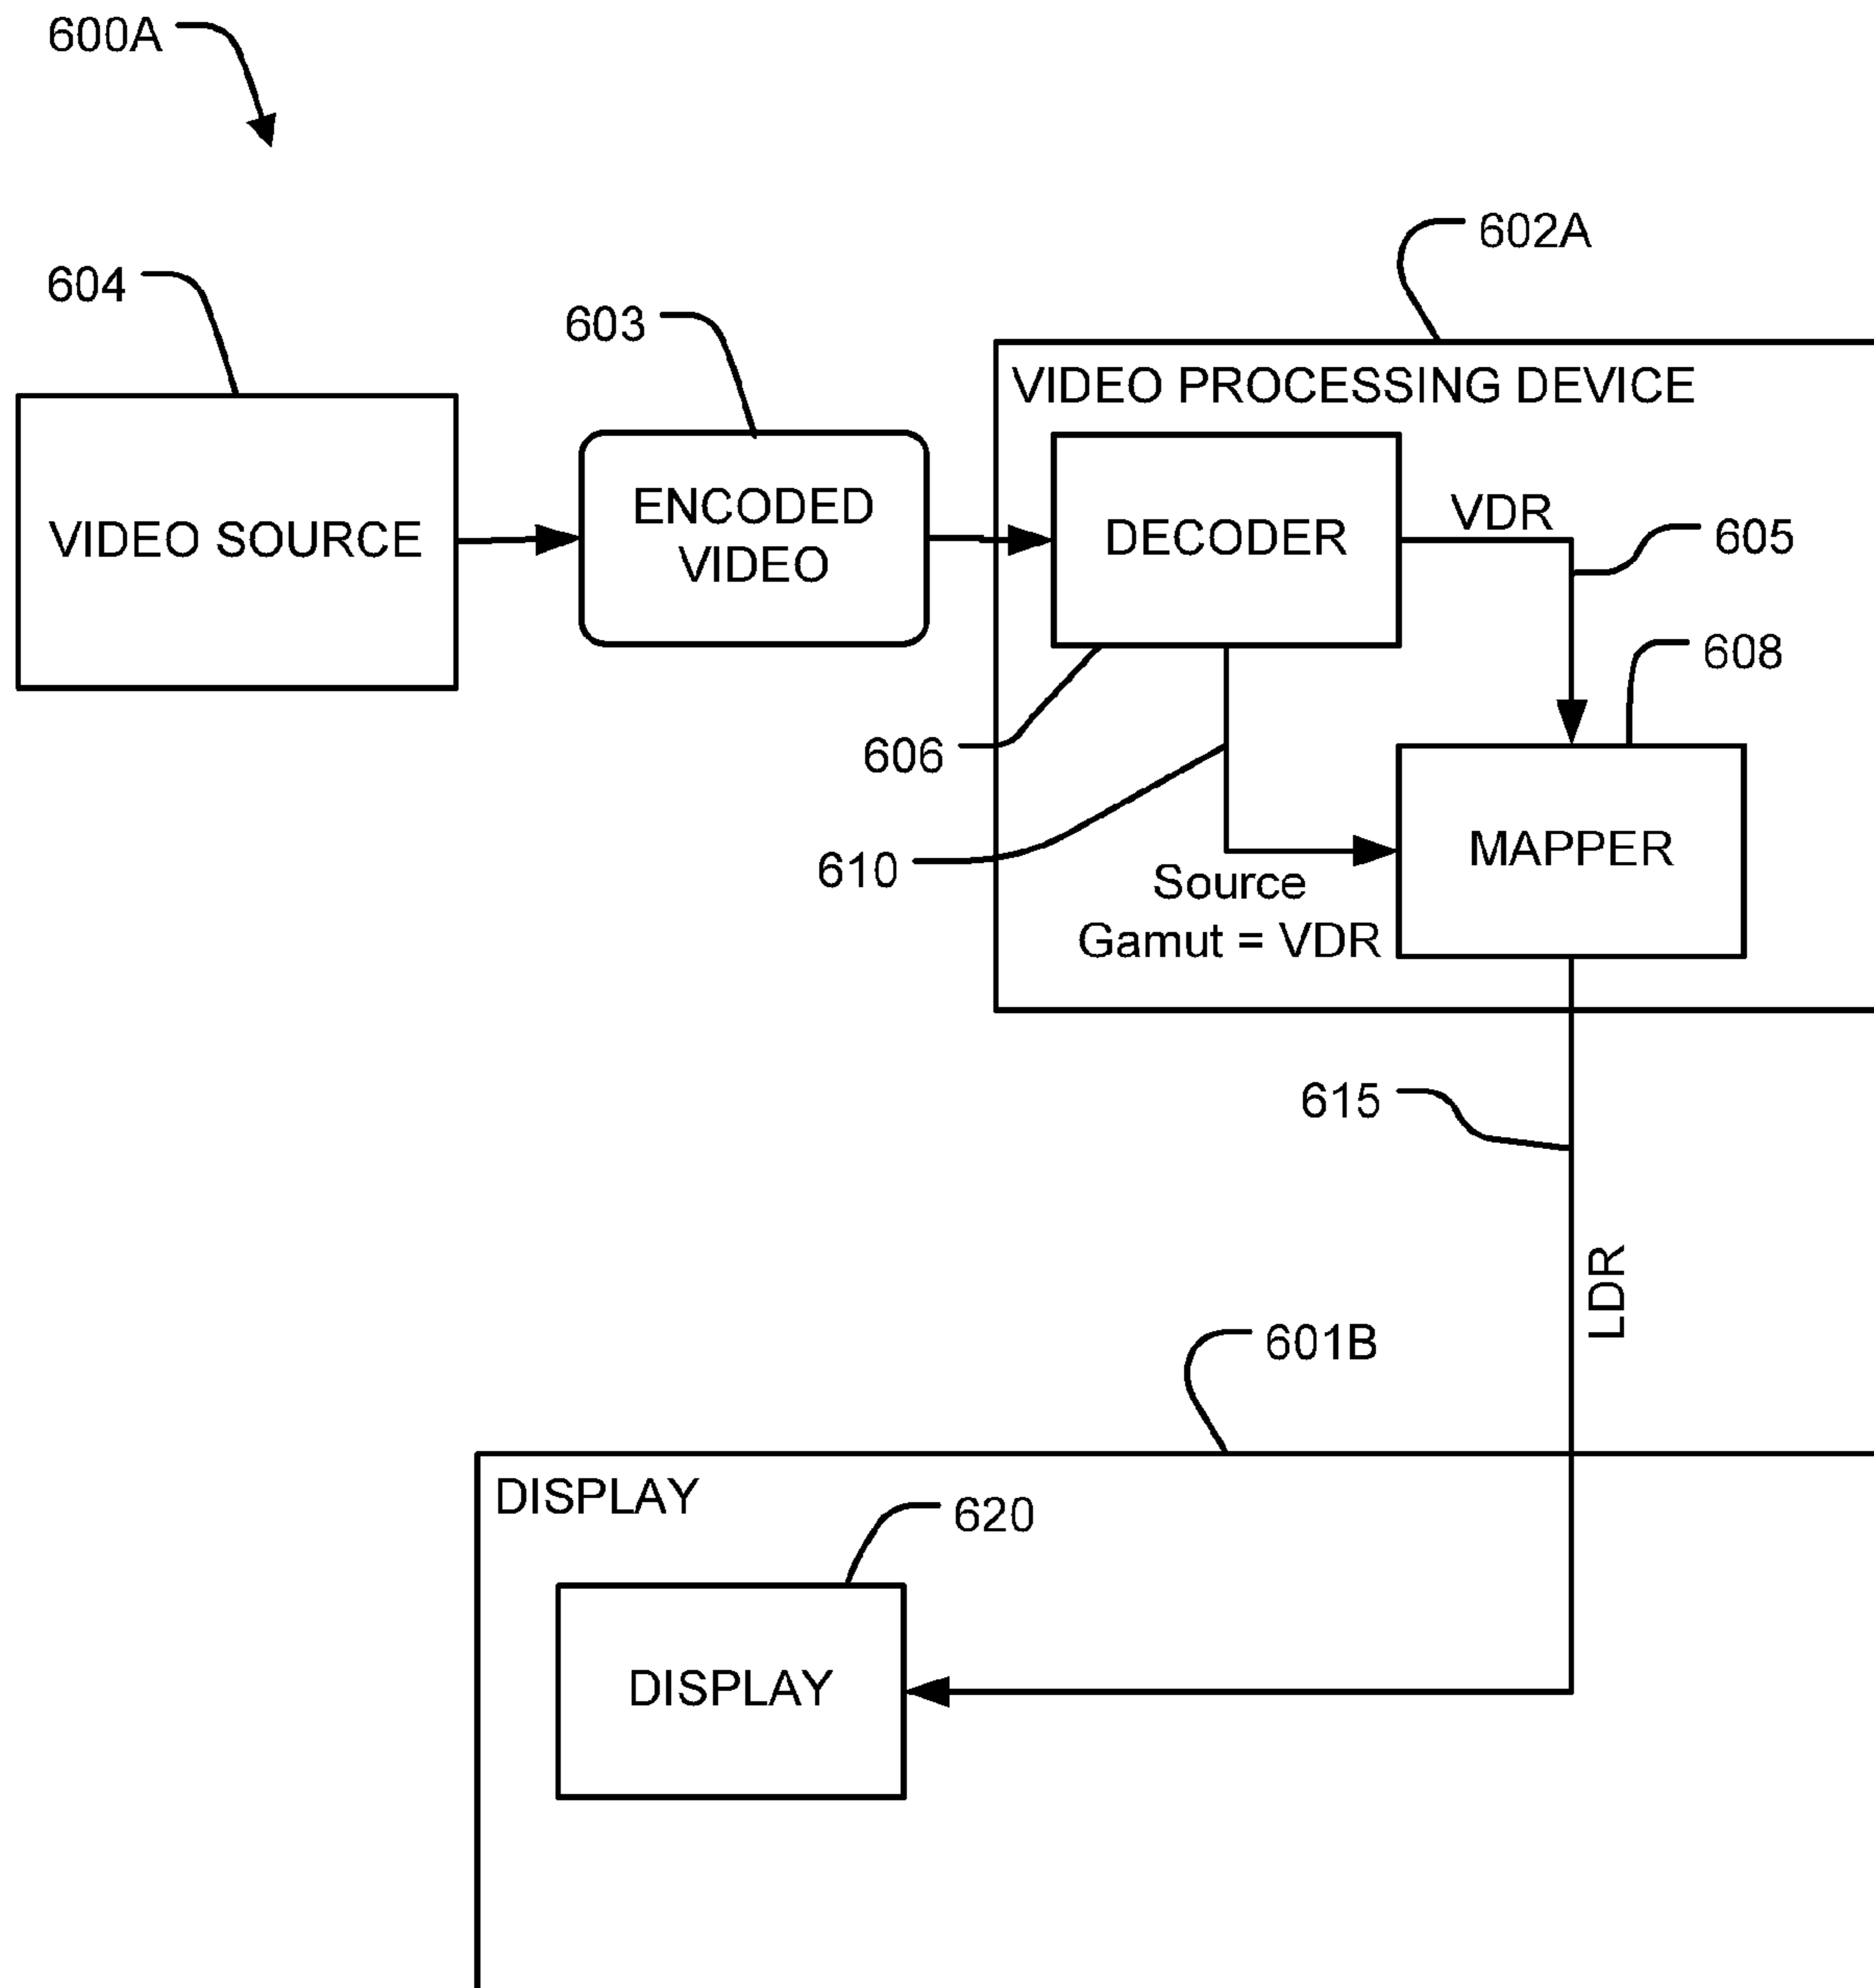 600A
602A
604
603
VIDEO PROCESSING DEVICE
VIDEO SOURCE
ENCODED
VIDEO
DECODER
VDR
605
608
606
MAPPER
610
Source
Gamut = VDR
615
LDR
601B
DISPLAY
620
DISPLAY